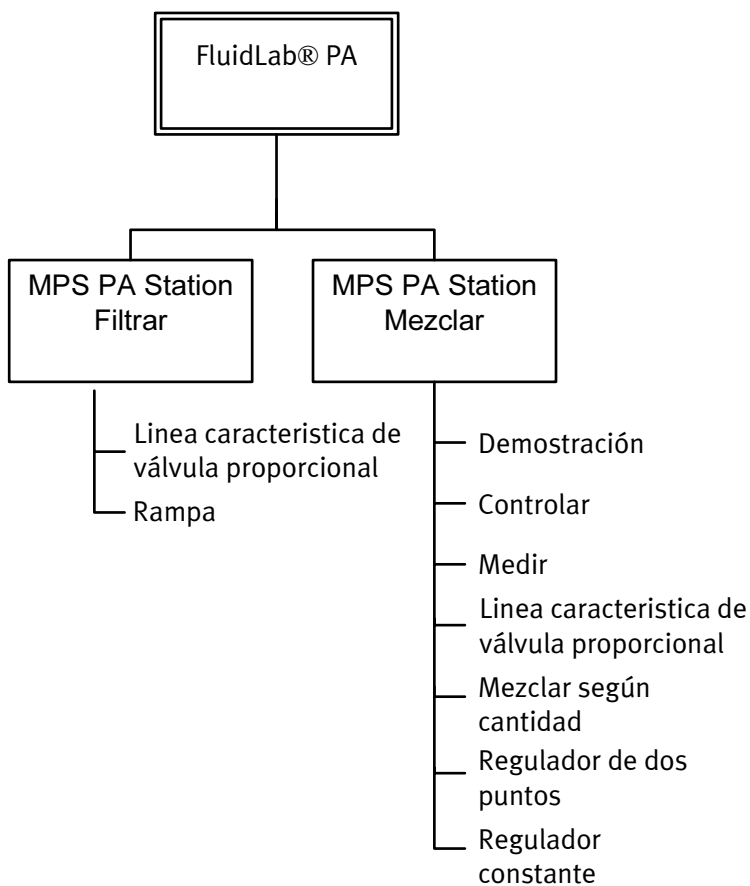 FluidLab® PA
MPS PA Station
Filtrar
MPS PA Station
Mezclar
Linea caracteristica de
válvula proporcional
Rampa
Demostración
Controlar
Medir
Linea caracteristica de
válvula proporcional
Mezclar según
cantidad
Regulador de dos
puntos
Regulador
constante